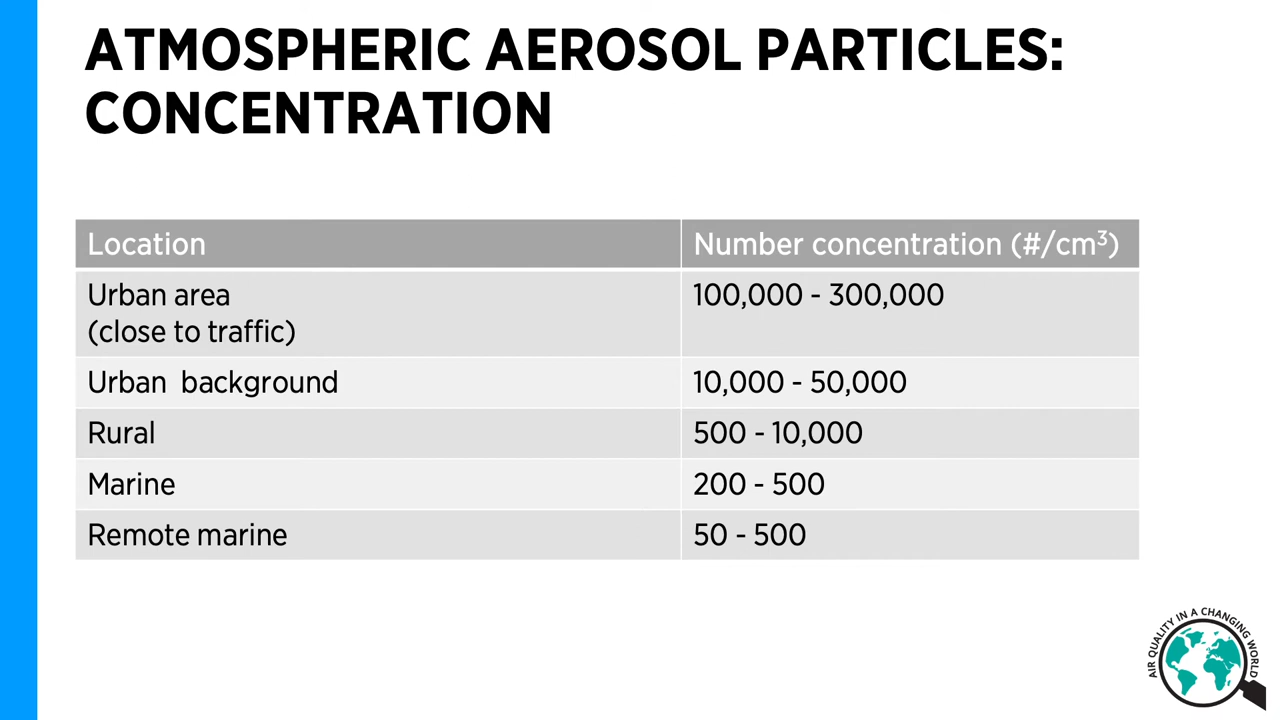 ATMOSPHERIC AEROSOL PARTICLES:
CONCENTRATION
Location Number concentration (#/cm³)
Urban area 100,000 - 300,000
(close to traffic)
Urban background 10,000 - 50,000
Rural 500 - 10,000
Marine 200 - 500
Remote marine 50 - 500
AIR QUALITY IN A CHANGING WORLD